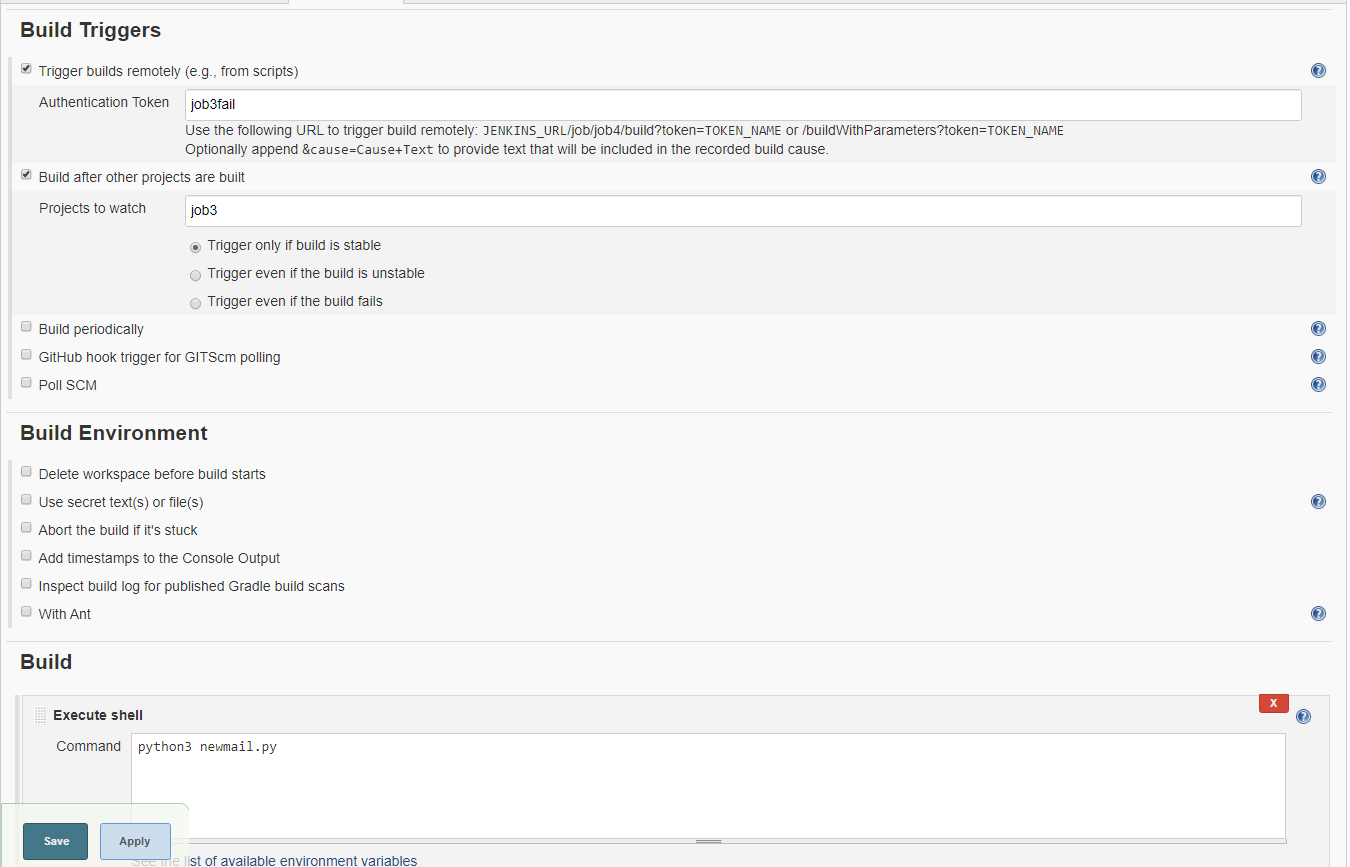 Build Triggers
Trigger builds remotely (e.g., from scripts)
Authentication Token
job3fail
Use the following URL to trigger build remotely: JENKINS_URL/job/job4/build?token=TOKEN_NAME or /buildWithParameters?token=TOKEN_NAME
Optionally append &cause=Cause+Text to provide text that will be included in the recorded build cause.
Build after other projects are built
Projects to watch
job3
Trigger only if build is stable
Trigger even if the build is unstable
Trigger even if the build fails
Build periodically
GitHub hook trigger for GITScm polling
Poll SCM
Build Environment
Delete workspace before build starts
Use secret text(s) or file(s)
Abort the build if it's stuck
Add timestamps to the Console Output
Inspect build log for published Gradle build scans
With Ant
Build
X
Execute shell
Command
python3 newmail.py
Save
Apply
See the list of available environment variables